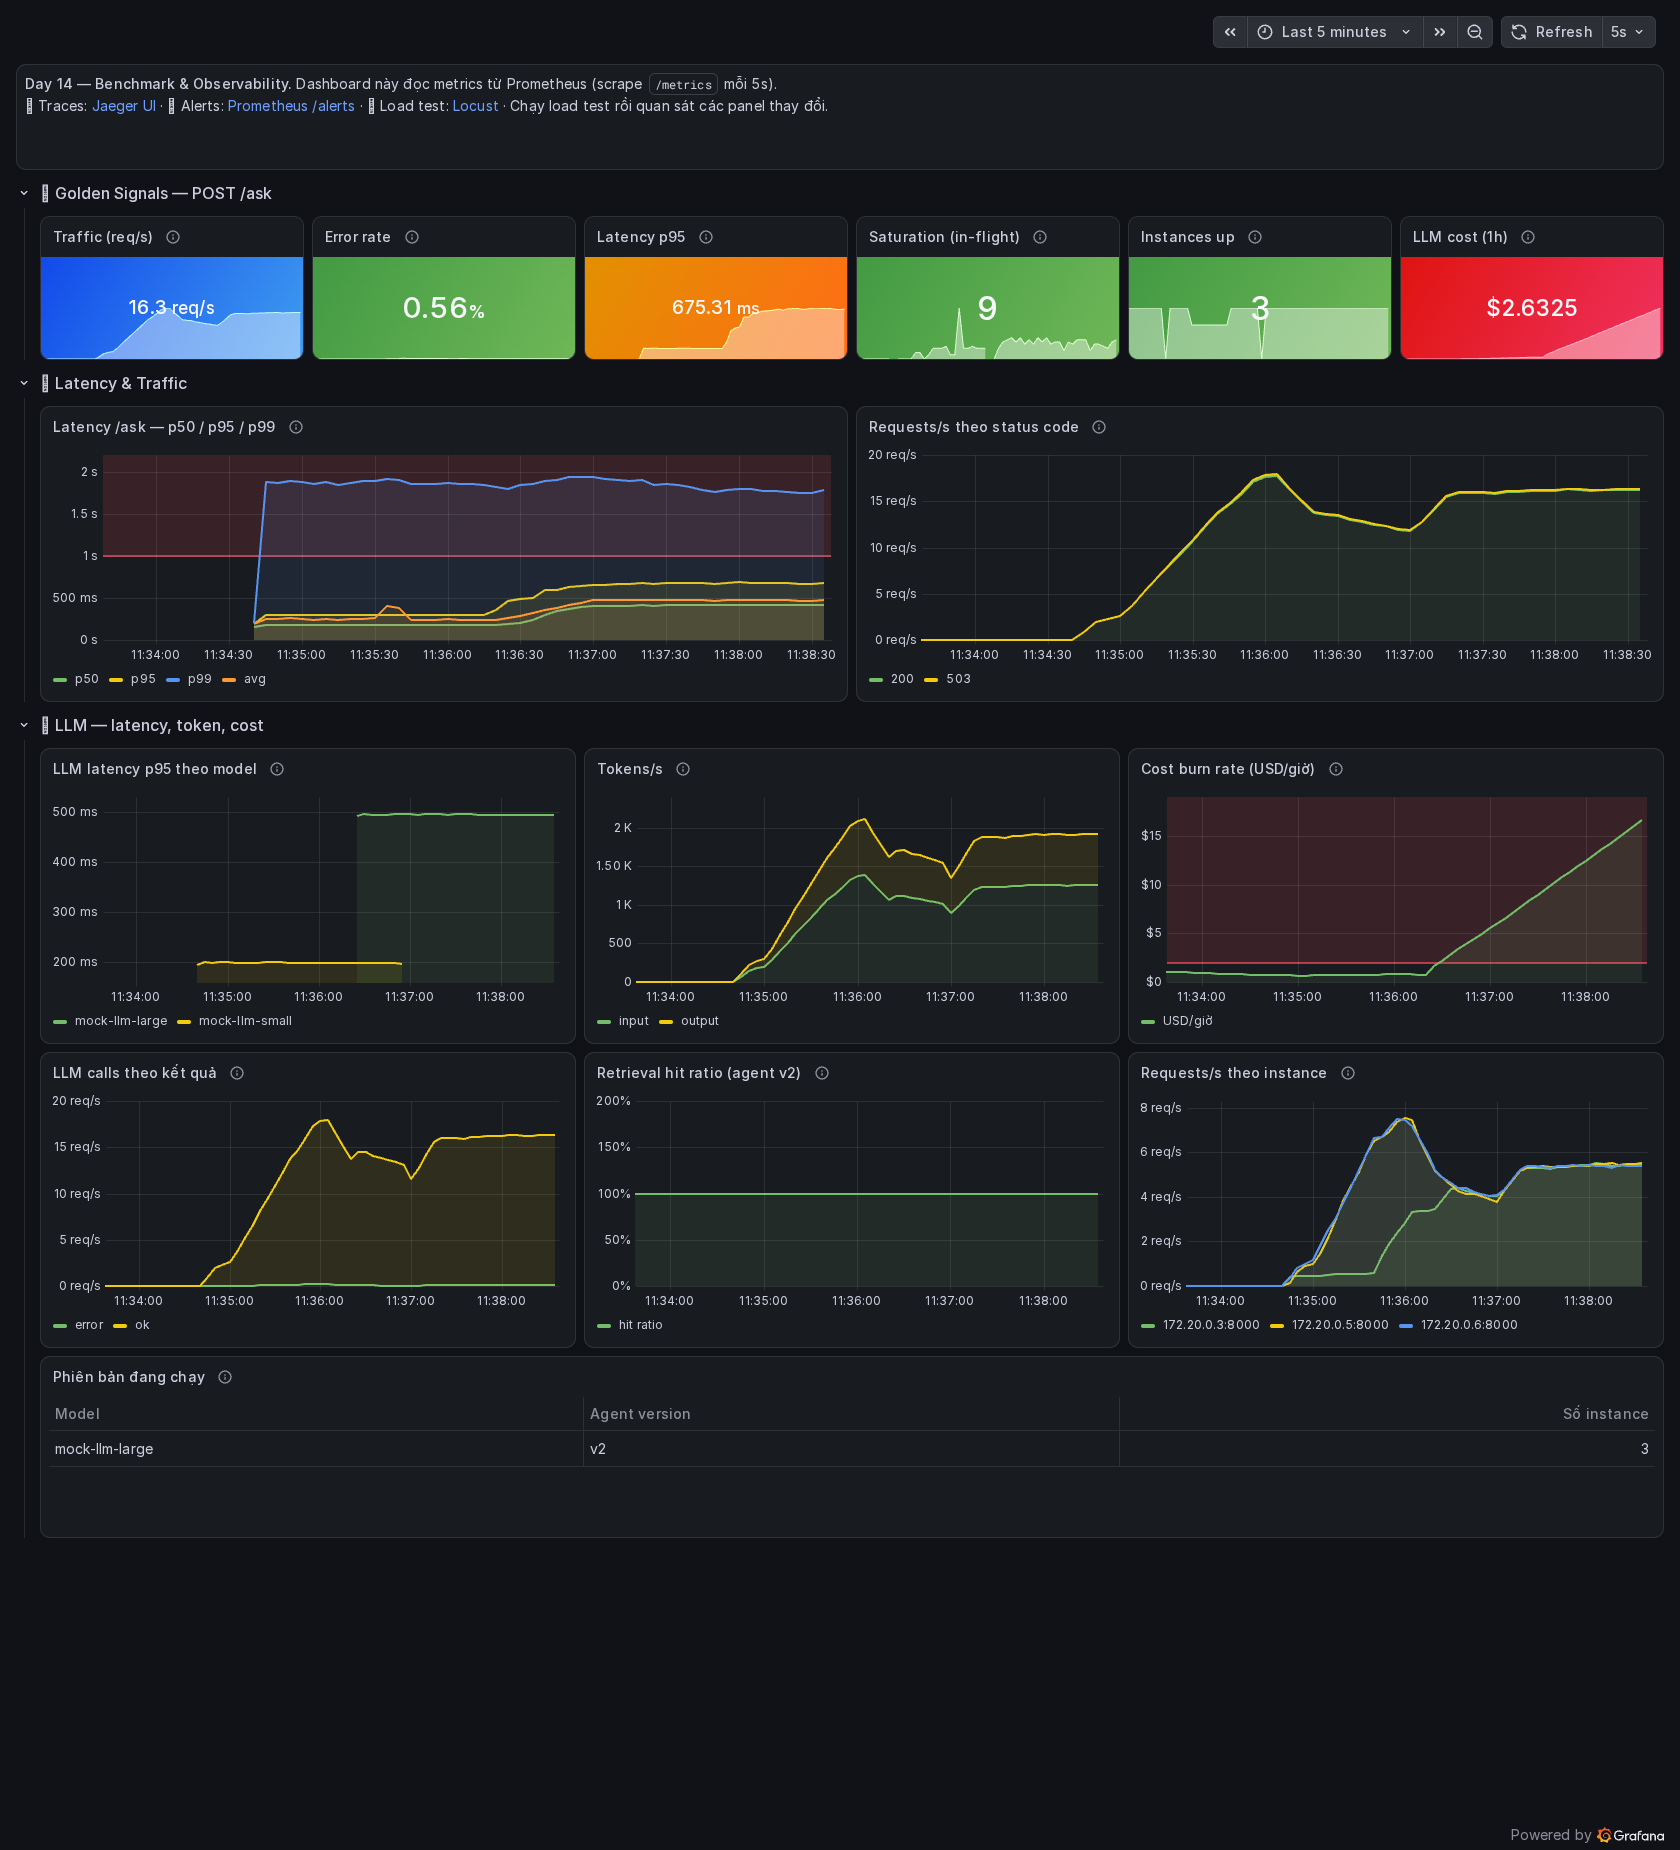 Last 5 minutes
Refresh
5s
Day 14 — Benchmark & Observability. Dashboard này đọc metrics từ Prometheus (scrape /metrics mỗi 5s).
Traces: Jaeger UI · Alerts: Prometheus /alerts · Load test: Locust · Chạy load test rồi quan sát các panel thay đổi.
Golden Signals — POST /ask
Traffic (req/s)
16.3 req/s
Error rate
0.56%
Latency p95
675.31 ms
Saturation (in-flight)
9
Instances up
3
LLM cost (1h)
$2.6325
Latency & Traffic
Latency /ask — p50 / p95 / p99
2 s
1.5 s
1 s
500 ms
0 s
11:34:00 11:34:30 11:35:00 11:35:30 11:36:00 11:36:30 11:37:00 11:37:30 11:38:00 11:38:30
p50 p95 p99 avg
Requests/s theo status code
20 req/s
15 req/s
10 req/s
5 req/s
0 req/s
11:34:00 11:34:30 11:35:00 11:35:30 11:36:00 11:36:30 11:37:00 11:37:30 11:38:00 11:38:30
200 503
LLM — latency, token, cost
LLM latency p95 theo model
500 ms
400 ms
300 ms
200 ms
11:34:00 11:35:00 11:36:00 11:37:00 11:38:00
mock-llm-large mock-llm-small
Tokens/s
2 K
1.50 K
1 K
500
0
11:34:00 11:35:00 11:36:00 11:37:00 11:38:00
input output
Cost burn rate (USD/giờ)
$15
$10
$5
$0
11:34:00 11:35:00 11:36:00 11:37:00 11:38:00
USD/giờ
LLM calls theo kết quả
20 req/s
15 req/s
10 req/s
5 req/s
0 req/s
11:34:00 11:35:00 11:36:00 11:37:00 11:38:00
error ok
Retrieval hit ratio (agent v2)
200%
150%
100%
50%
0%
11:34:00 11:35:00 11:36:00 11:37:00 11:38:00
hit ratio
Requests/s theo instance
8 req/s
6 req/s
4 req/s
2 req/s
0 req/s
11:34:00 11:35:00 11:36:00 11:37:00 11:38:00
172.20.0.3:8000 172.20.0.5:8000 172.20.0.6:8000
Phiên bản đang chạy
Model Agent version Số instance
mock-llm-large v2 3
Powered by Grafana